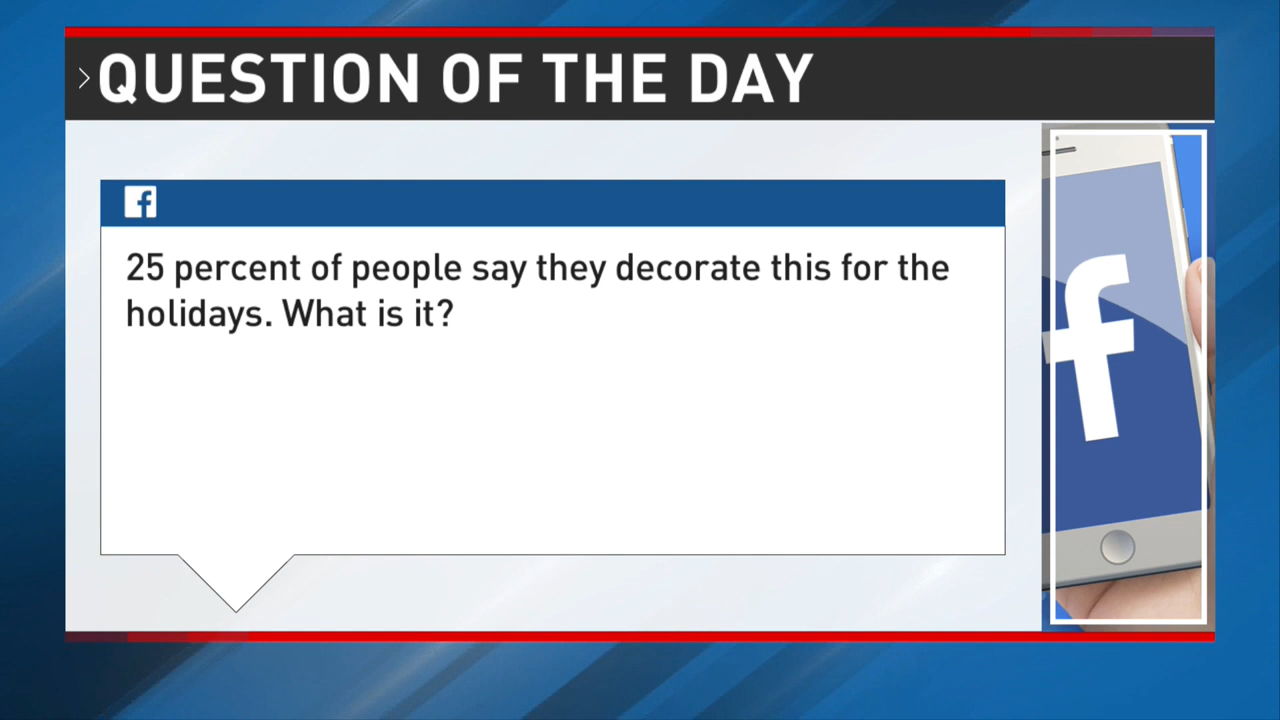 QUESTION OF THE DAY
25 percent of people say they decorate this for the
holidays. What is it?